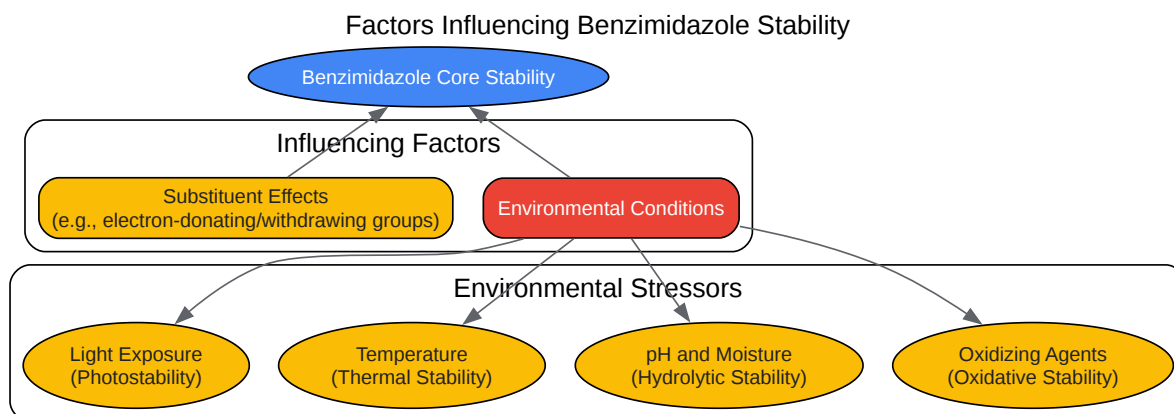 Factors Influencing Benzimidazole Stability
Benzimidazole Core Stability
Influencing Factors
Substituent Effects
(e.g., electron-donating/withdrawing groups)
Environmental Conditions
Environmental Stressors
Light Exposure
(Photostability)
Temperature
(Thermal Stability)
pH and Moisture
(Hydrolytic Stability)
Oxidizing Agents
(Oxidative Stability)